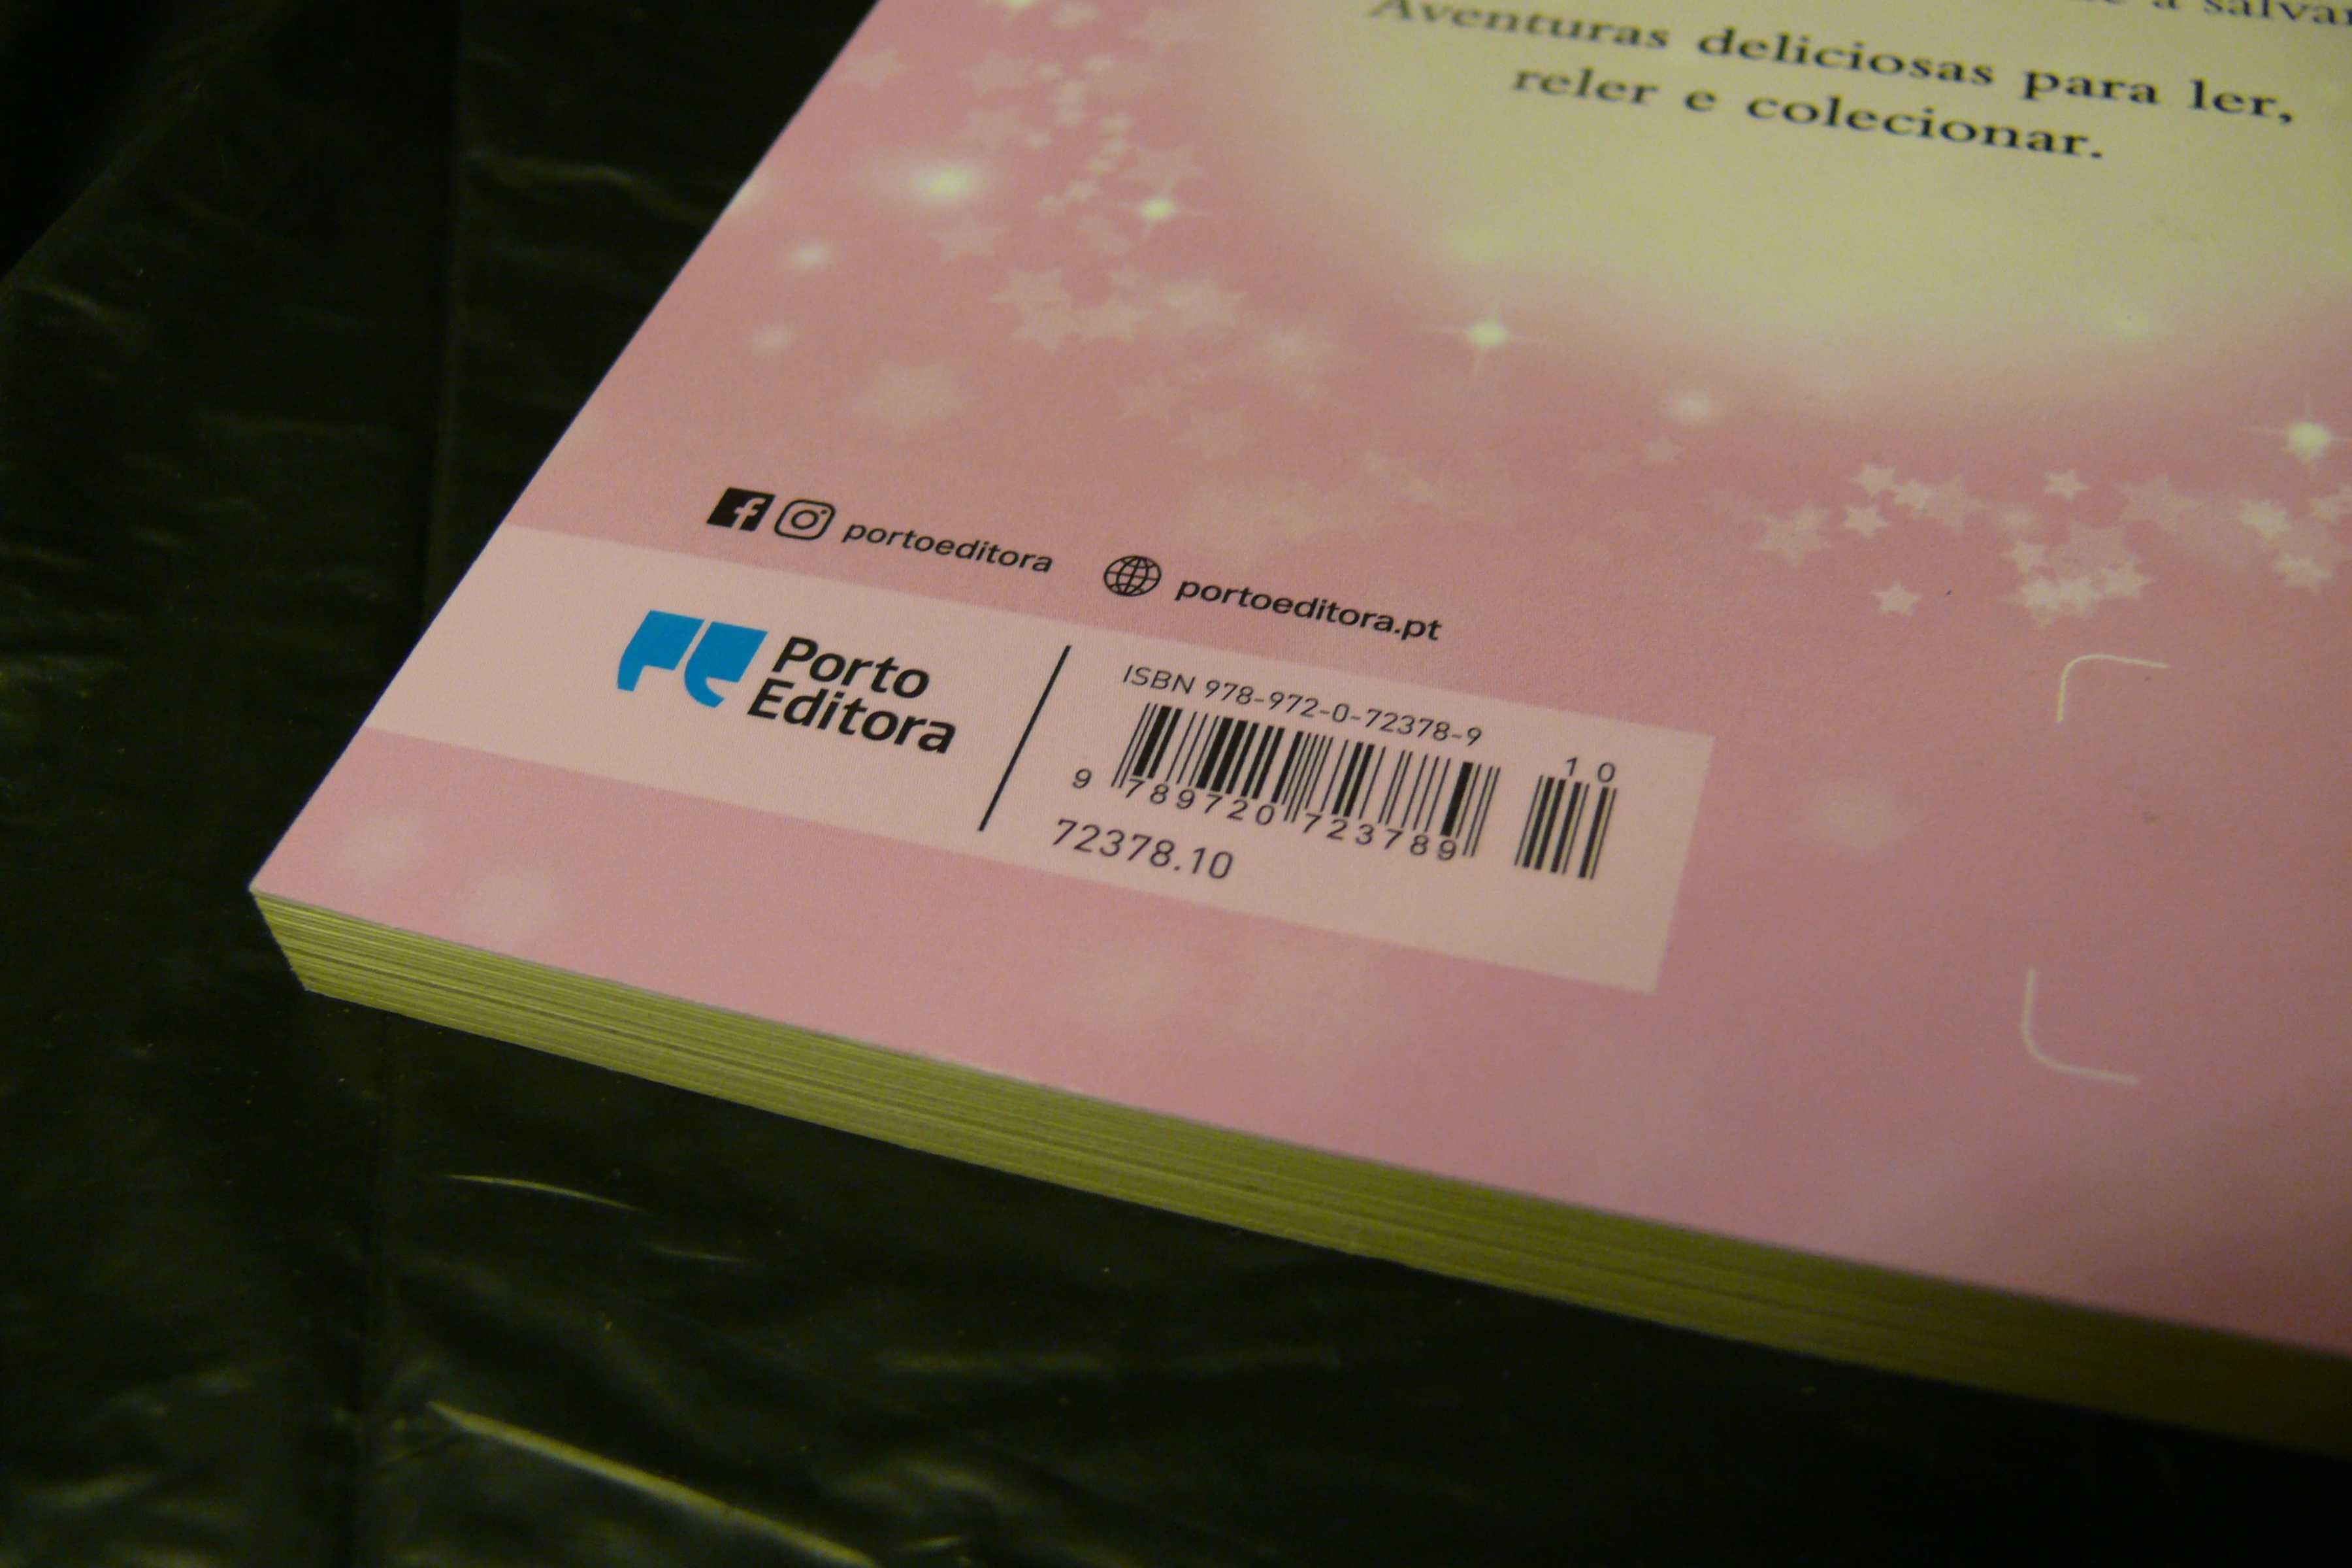 a salvar
Aventuras deliciosas para ler,
reler e colecionar.
portoeditora portoeditora.pt
Porto
Editora
ISBN 978-972-0-72378-9
10
9 789720 723789
72378.10